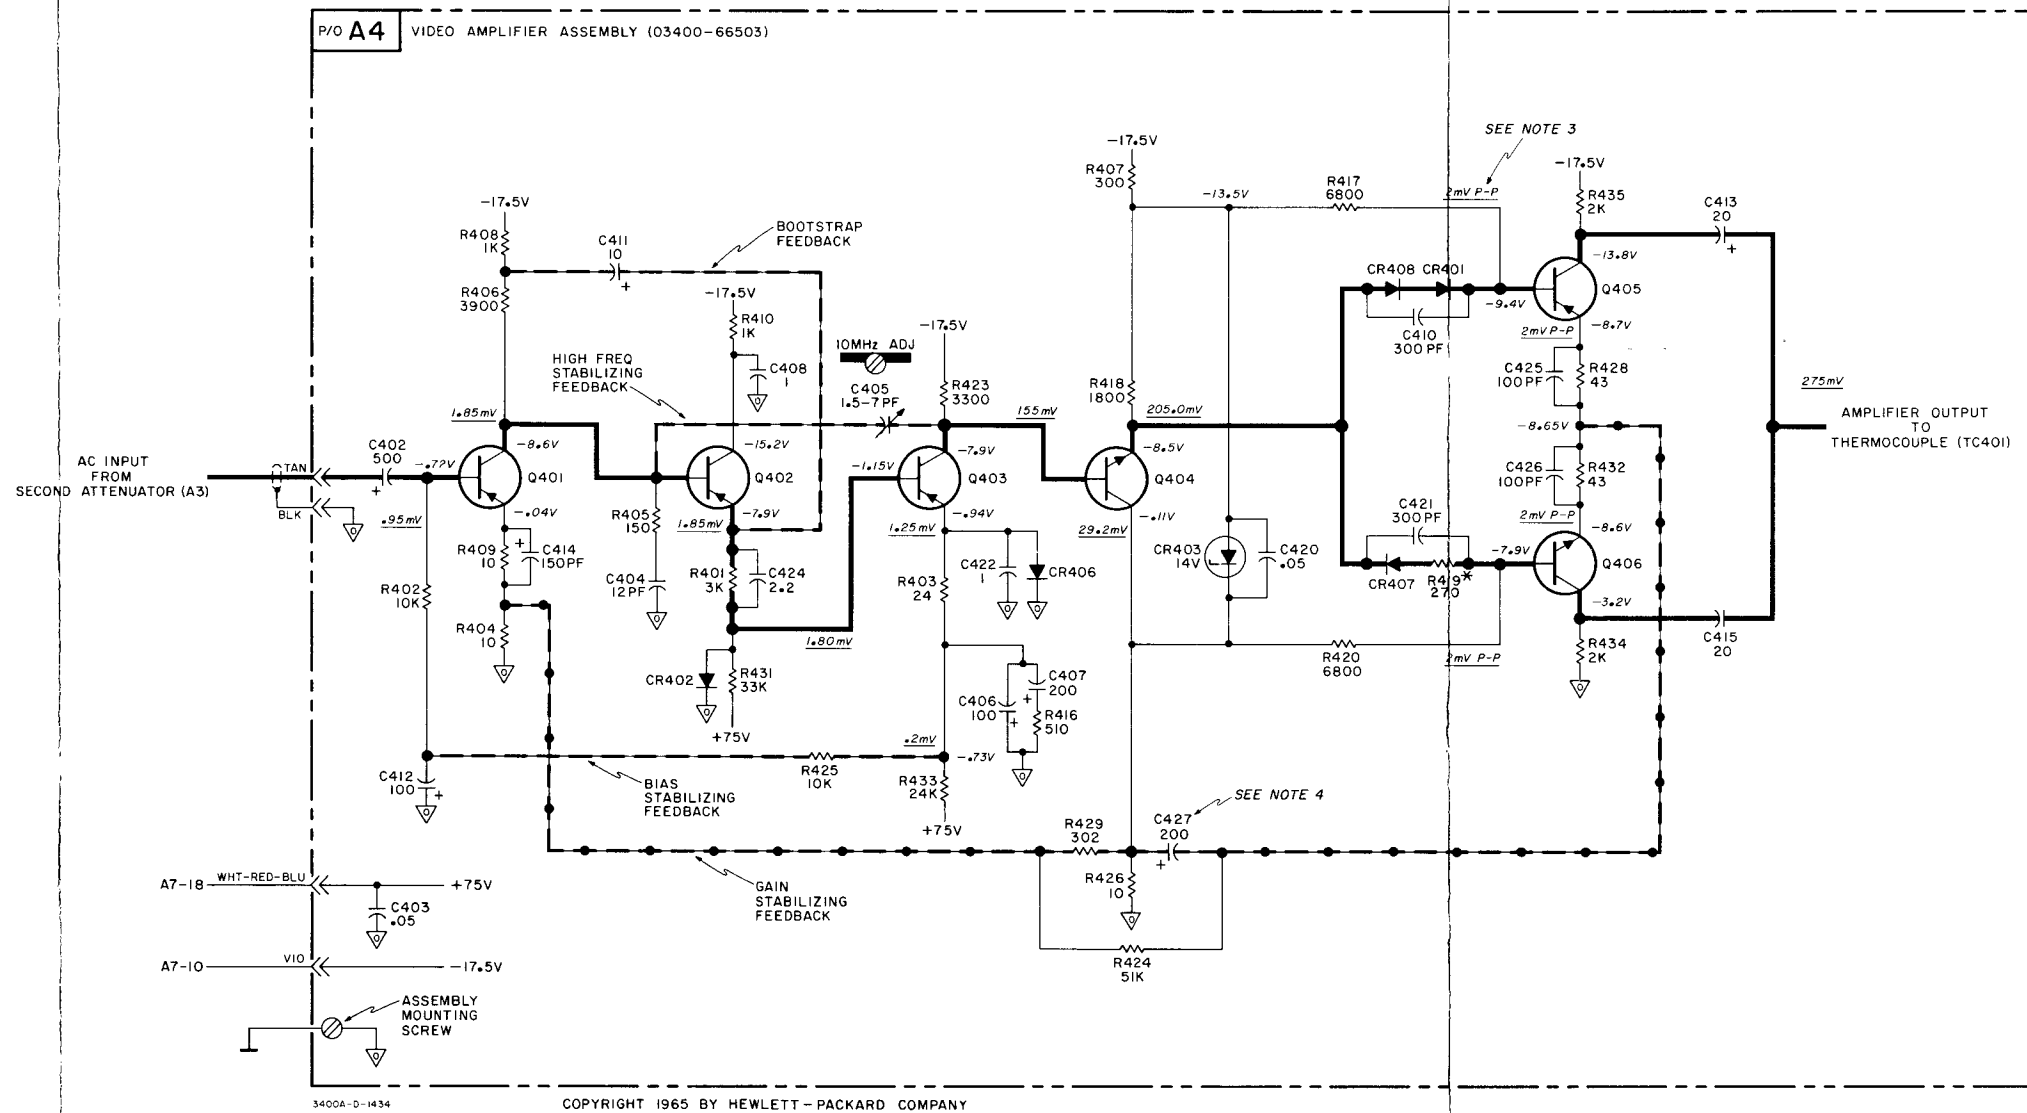 P/O A4 VIDEO AMPLIFIER ASSEMBLY (03400-66503)
SEE NOTE 3
-17.5V
R407
300
-17.5V
-13.5V
R417
6800
2mV P-P
R435
2K
C413
20
+
-17.5V
R408
1K
C411
10
+
BOOTSTRAP
FEEDBACK
-13.8V
CR408 CR401
Q405
-9.4V
R406
3900
-17.5V
R410
1K
-17.5V
C410
300PF
2mV P-P
-8.7V
10MHz ADJ
HIGH FREQ
STABILIZING
FEEDBACK
C408
1
C405
1.5-7PF
R423
3300
R418
1800
C425
100PF
R428
43
275mV
1.85mV
155mV
205.0mV
-8.65V
AMPLIFIER OUTPUT
TO
THERMOCOUPLE (TC401)
-8.6V
-15.2V
-7.9V
-8.5V
C402
500
+
-.72V
-1.15V
AC INPUT
FROM
SECOND ATTENUATOR (A3)
TAN
BLK
Q401
Q402
Q403
Q404
C426
100PF
R432
43
-.04V
.95mV
R405
150
1.85mV
-7.9V
1.25mV
-.94V
29.2mV
-.11V
C421
300PF
2mV P-P
-8.6V
R409
10
+
C414
150PF
CR403
14V
C420
.05
-7.9V
Q406
CR407
R419*
270
R402
10K
C404
12PF
R401
3K
C424
2.2
R403
24
C422
1
CR406
-3.2V
R404
10
1.80mV
C415
20
R420
6800
2mV P-P
R434
2K
CR402
R431
33K
+75V
C406
100
+
C407
200
+
R416
510
.2mV
-.73V
C412
100
+
R425
10K
R433
24K
+75V
BIAS
STABILIZING
FEEDBACK
SEE NOTE 4
R429
302
C427
200
+
R426
10
GAIN
STABILIZING
FEEDBACK
R424
51K
A7-18 WHT-RED-BLU +75V
C403
.05
A7-10 VIO -17.5V
ASSEMBLY
MOUNTING
SCREW
3400A-D-1434
COPYRIGHT 1965 BY HEWLETT-PACKARD COMPANY